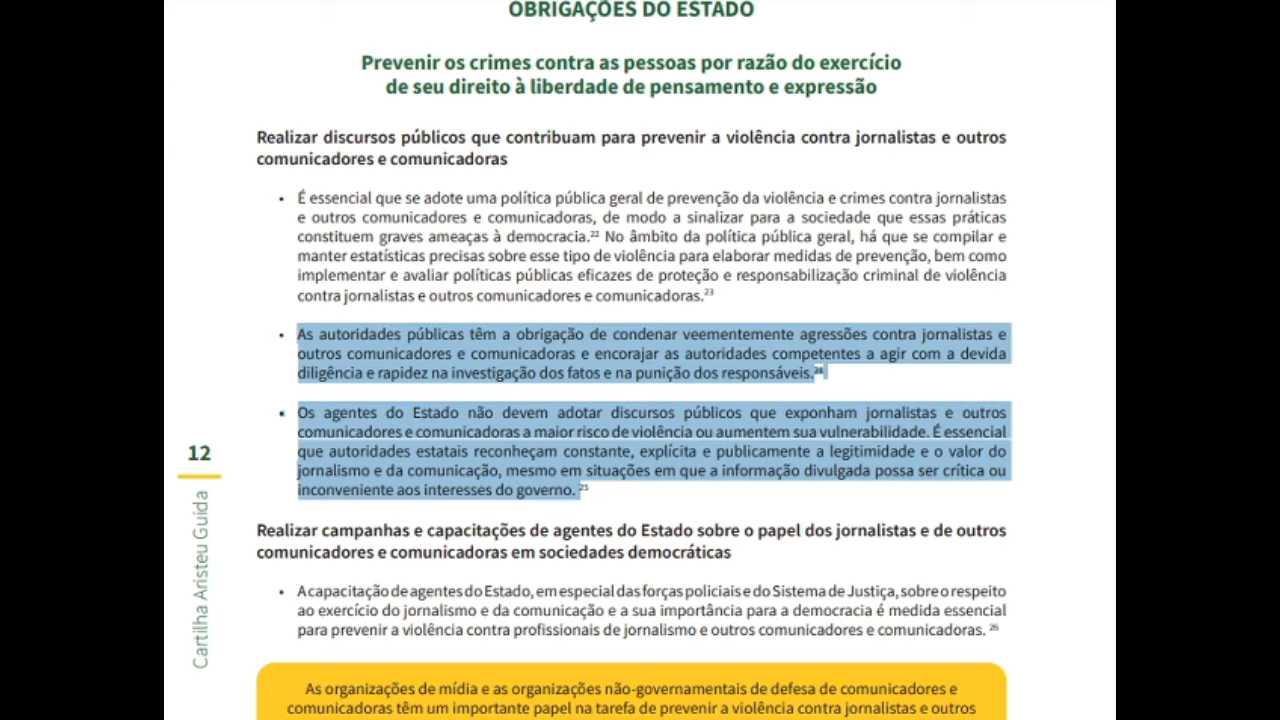 OBRIGAÇÕES DO ESTADO
Prevenir os crimes contra as pessoas por razão do exercício
de seu direito à liberdade de pensamento e expressão
Realizar discursos públicos que contribuam para prevenir a violência contra jornalistas e outros
comunicadores e comunicadoras
• É essencial que se adote uma política pública geral de prevenção da violência e crimes contra jornalistas
e outros comunicadores e comunicadoras, de modo a sinalizar para a sociedade que essas práticas
constituem graves ameaças à democracia.²² No âmbito da política pública geral, há que se compilar e
manter estatísticas precisas sobre esse tipo de violência para elaborar medidas de prevenção, bem como
implementar e avaliar políticas públicas eficazes de proteção e responsabilização criminal de violência
contra jornalistas e outros comunicadores e comunicadoras.²³
• As autoridades públicas têm a obrigação de condenar veementemente agressões contra jornalistas e
outros comunicadores e comunicadoras e encorajar as autoridades competentes a agir com a devida
diligência e rapidez na investigação dos fatos e na punição dos responsáveis.²⁴
• Os agentes do Estado não devem adotar discursos públicos que exponham jornalistas e outros
comunicadores e comunicadoras a maior risco de violência ou aumentem sua vulnerabilidade. É essencial
que autoridades estatais reconheçam constante, explícita e publicamente a legitimidade e o valor do
jornalismo e da comunicação, mesmo em situações em que a informação divulgada possa ser crítica ou
inconveniente aos interesses do governo. ²⁵
Realizar campanhas e capacitações de agentes do Estado sobre o papel dos jornalistas e de outros
comunicadores e comunicadoras em sociedades democráticas
• A capacitação de agentes do Estado, em especial das forças policiais e do Sistema de Justiça, sobre o respeito
ao exercício do jornalismo e da comunicação e a sua importância para a democracia é medida essencial
para prevenir a violência contra profissionais de jornalismo e outros comunicadores e comunicadoras. ²⁶
As organizações de mídia e as organizações não-governamentais de defesa de comunicadores e
comunicadoras têm um importante papel na tarefa de prevenir a violência contra jornalistas e outros
12
Cartilha Aristeu Guida